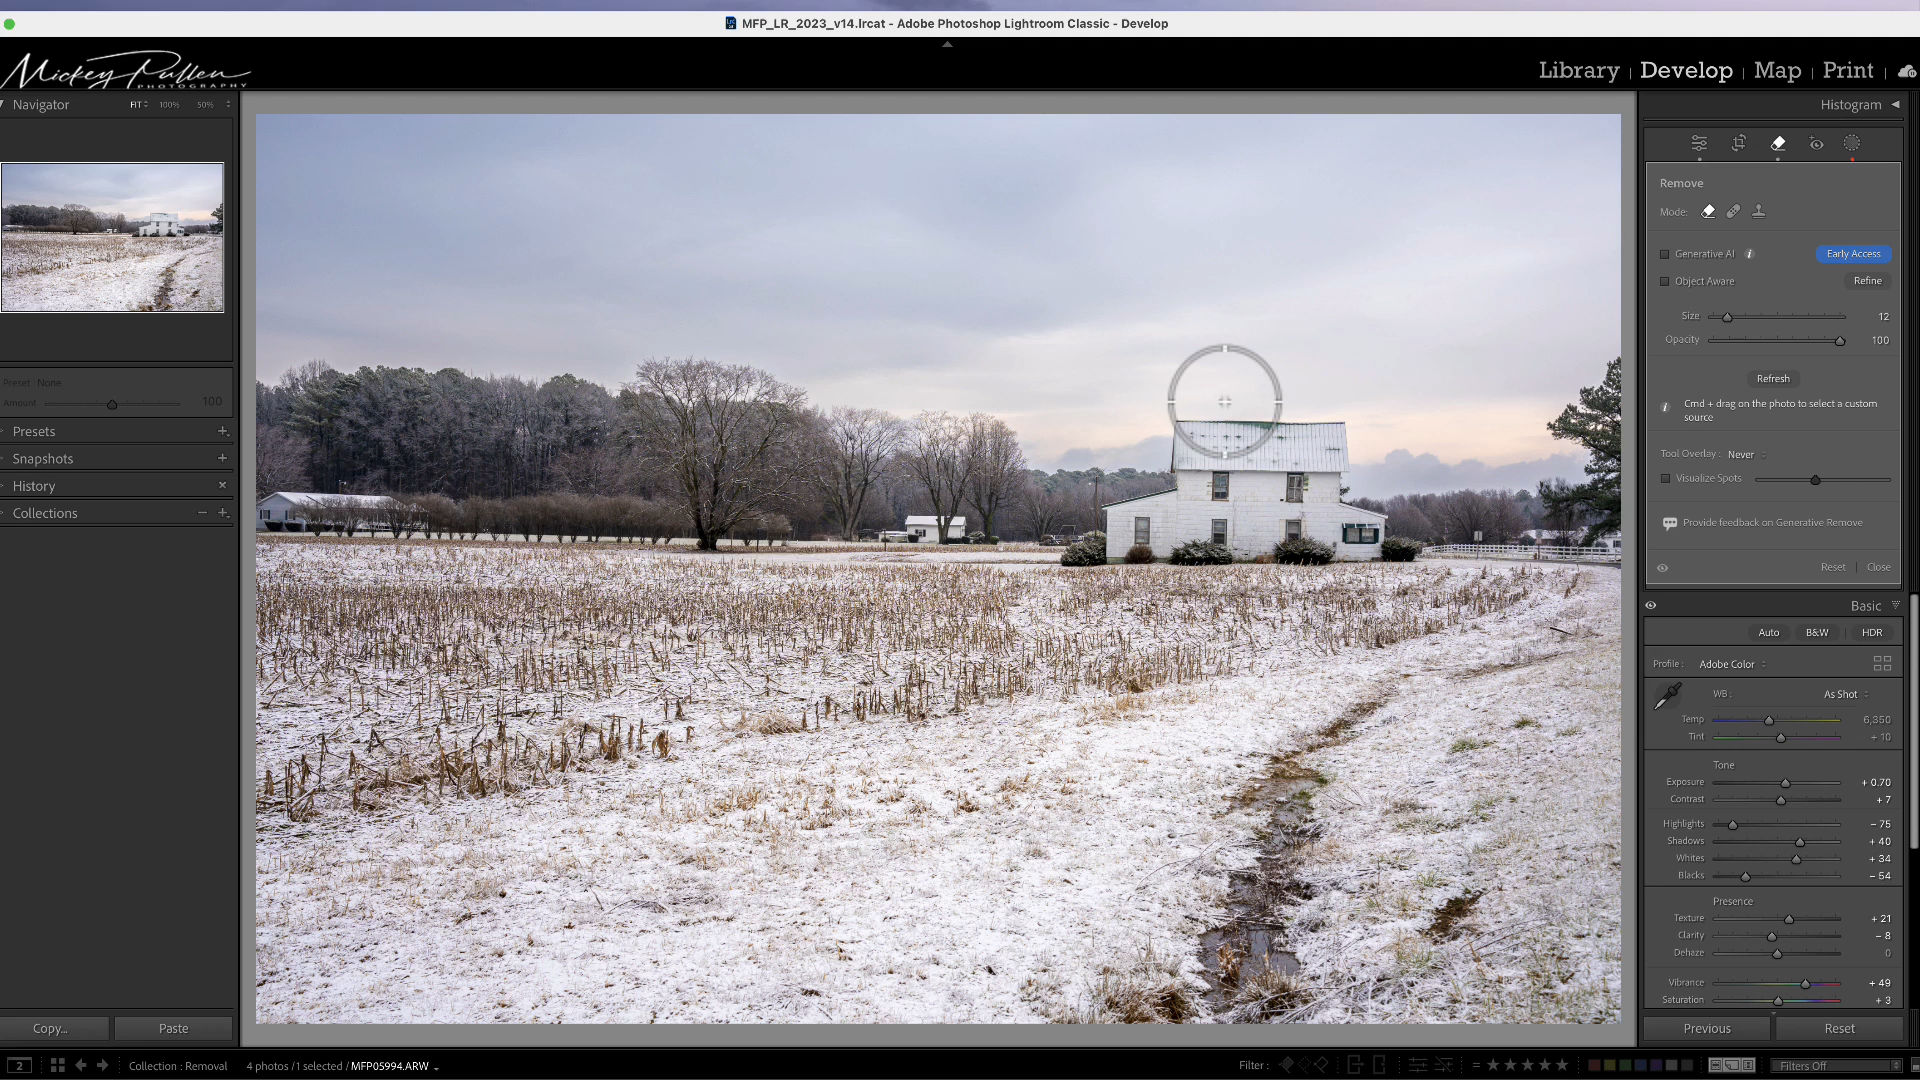 MFP_LR_2023_v14.lrcat - Adobe Photoshop Lightroom Classic - Develop
Mickey Pullen
PHOTOGRAPHY
Library | Develop | Map | Print |
Navigator FIT 100% 50%
Histogram
Remove
Mode:
Generative AI Early Access
Object Aware Refine
Size 12
Opacity 100
Refresh
Cmd + drag on the photo to select a custom
source
Tool Overlay: Never
Visualize Spots
Provide feedback on Generative Remove
Reset | Close
Preset: None
Amount 100
Presets
Snapshots
History
Collections
Basic
Auto B&W HDR
Profile: Adobe Color
WB: As Shot
Temp 6,350
Tint + 10
Tone
Exposure + 0.70
Contrast + 7
Highlights - 75
Shadows + 40
Whites + 34
Blacks - 54
Presence
Texture + 21
Clarity - 8
Dehaze 0
Vibrance + 49
Saturation + 3
Copy... Paste
Previous Reset
2 Collection : Removal 4 photos /1 selected / MFP05994.ARW Filter : Filters Off